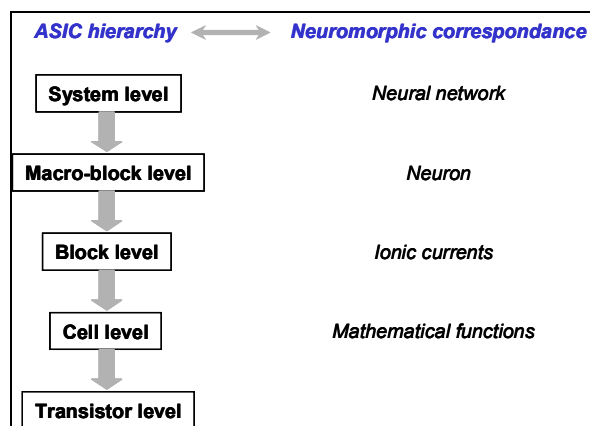 ASIC hierarchy Neuromorphic correspondance
System level Neural network
Macro-block level Neuron
Block level Ionic currents
Cell level Mathematical functions
Transistor level